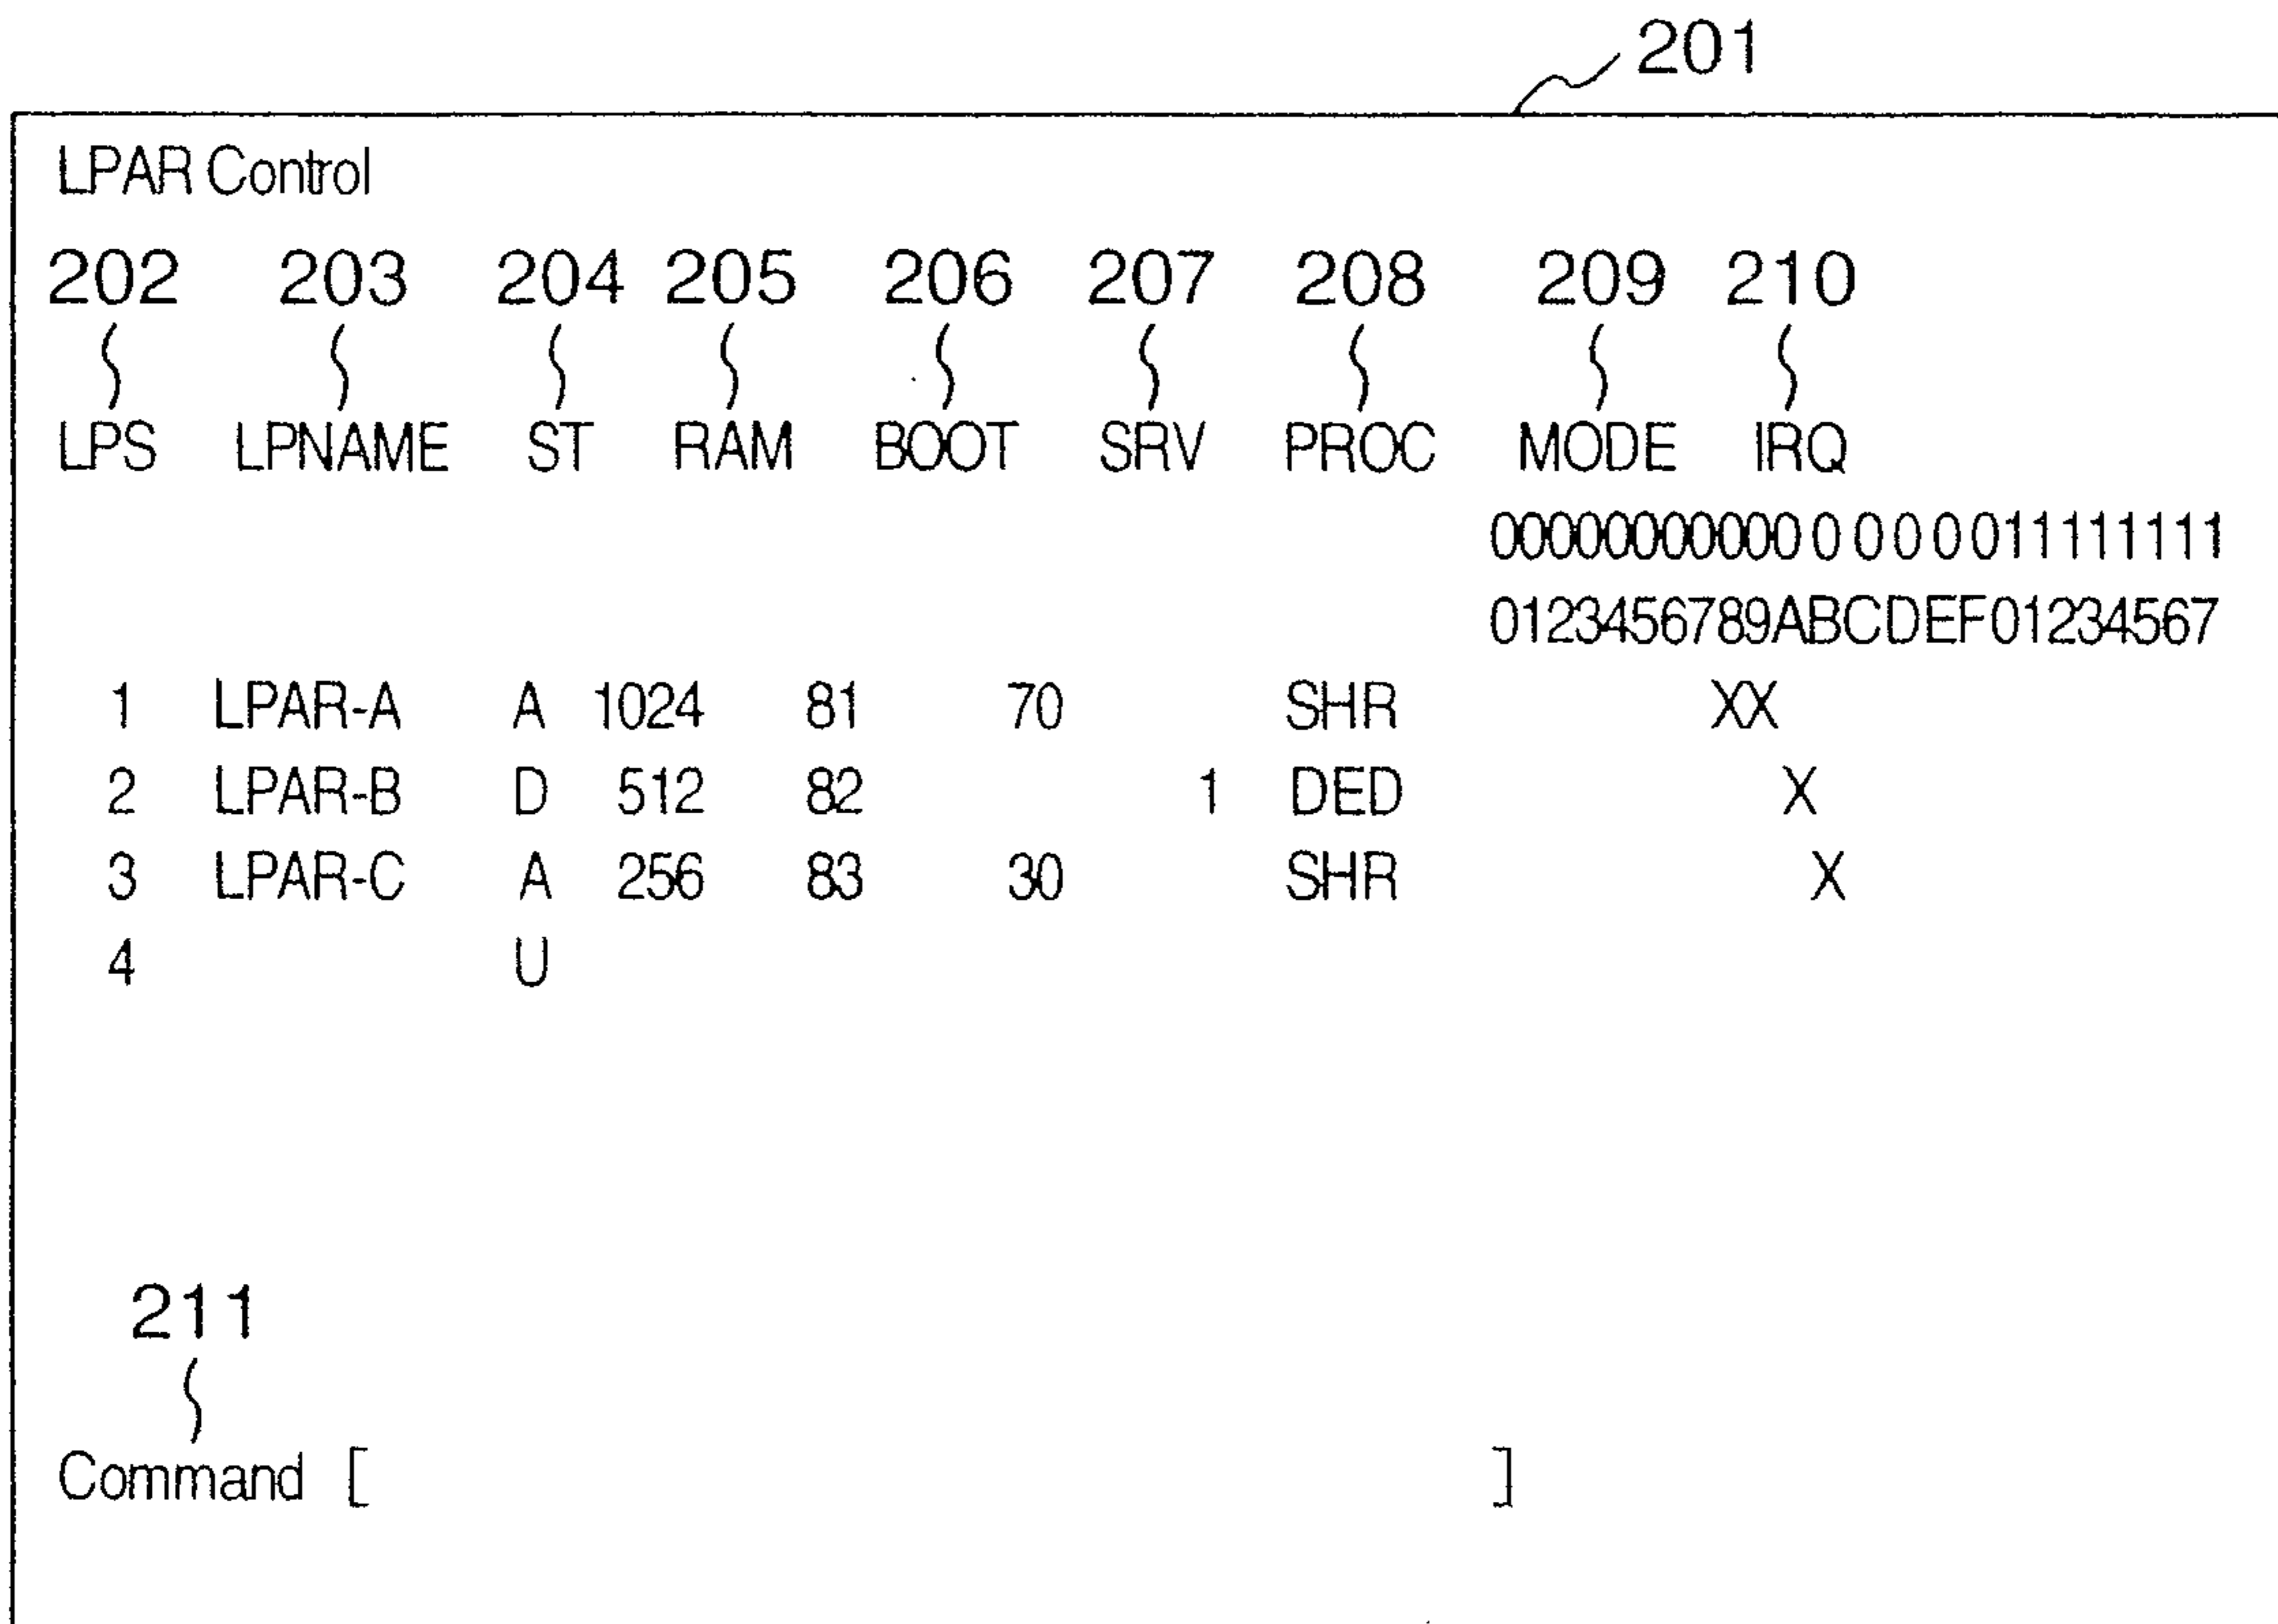 201
LPAR Control
202 203 204 205 206 207 208 209 210
LPS LPNAME ST RAM BOOT SRV PROC MODE IRQ
000000000000000011111111
0123456789ABCDEF01234567
1 LPAR-A A 1024 81 70 SHR XX
2 LPAR-B D 512 82 1 DED X
3 LPAR-C A 256 83 30 SHR X
4 U
211
Command [ ]